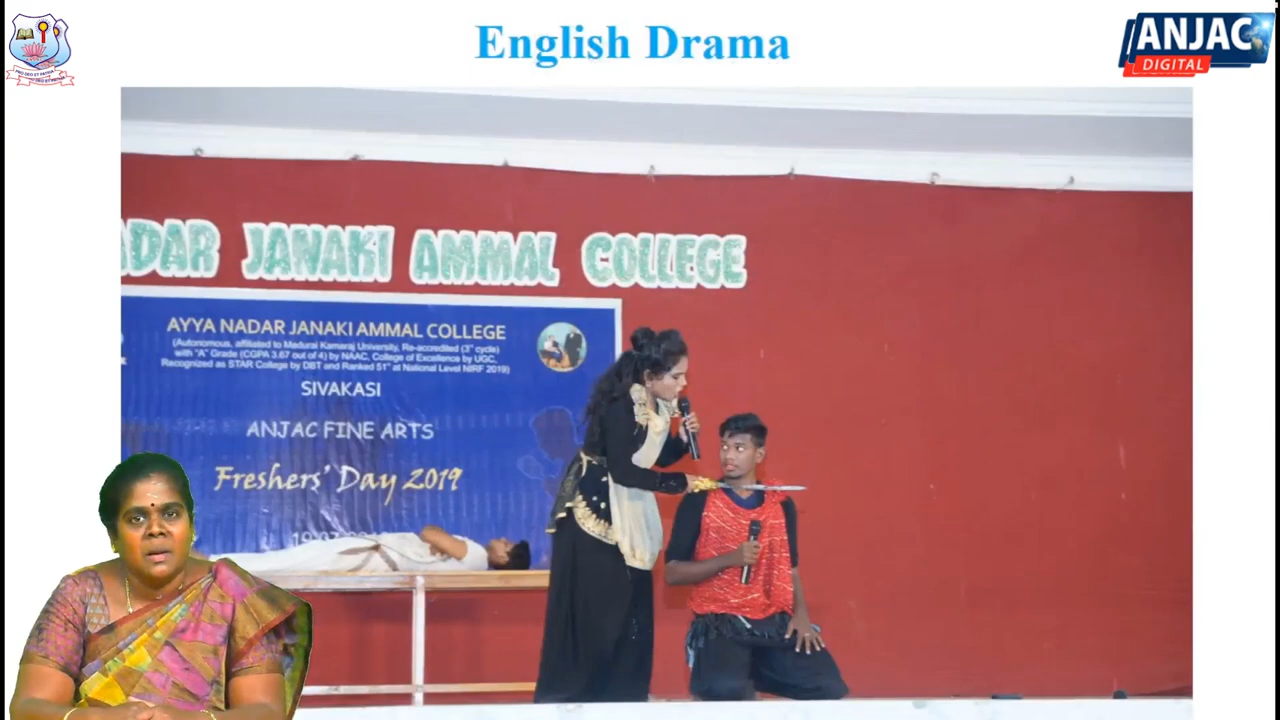 English Drama
ANJAC
DIGITAL
ADAR JANAKI AMMAL COLLEGE
AYYA NADAR JANAKI AMMAL COLLEGE
(Autonomous, affiliated to Madurai Kamaraj University, Re-accredited (3rd cycle)
with "A" Grade (CGPA 3.67 out of 4) by NAAC, College of Excellence by UGC,
Recognized as STAR College by DBT and Ranked 51st at National Level NIRF 2019)
SIVAKASI
ANJAC FINE ARTS
Freshers' Day 2019